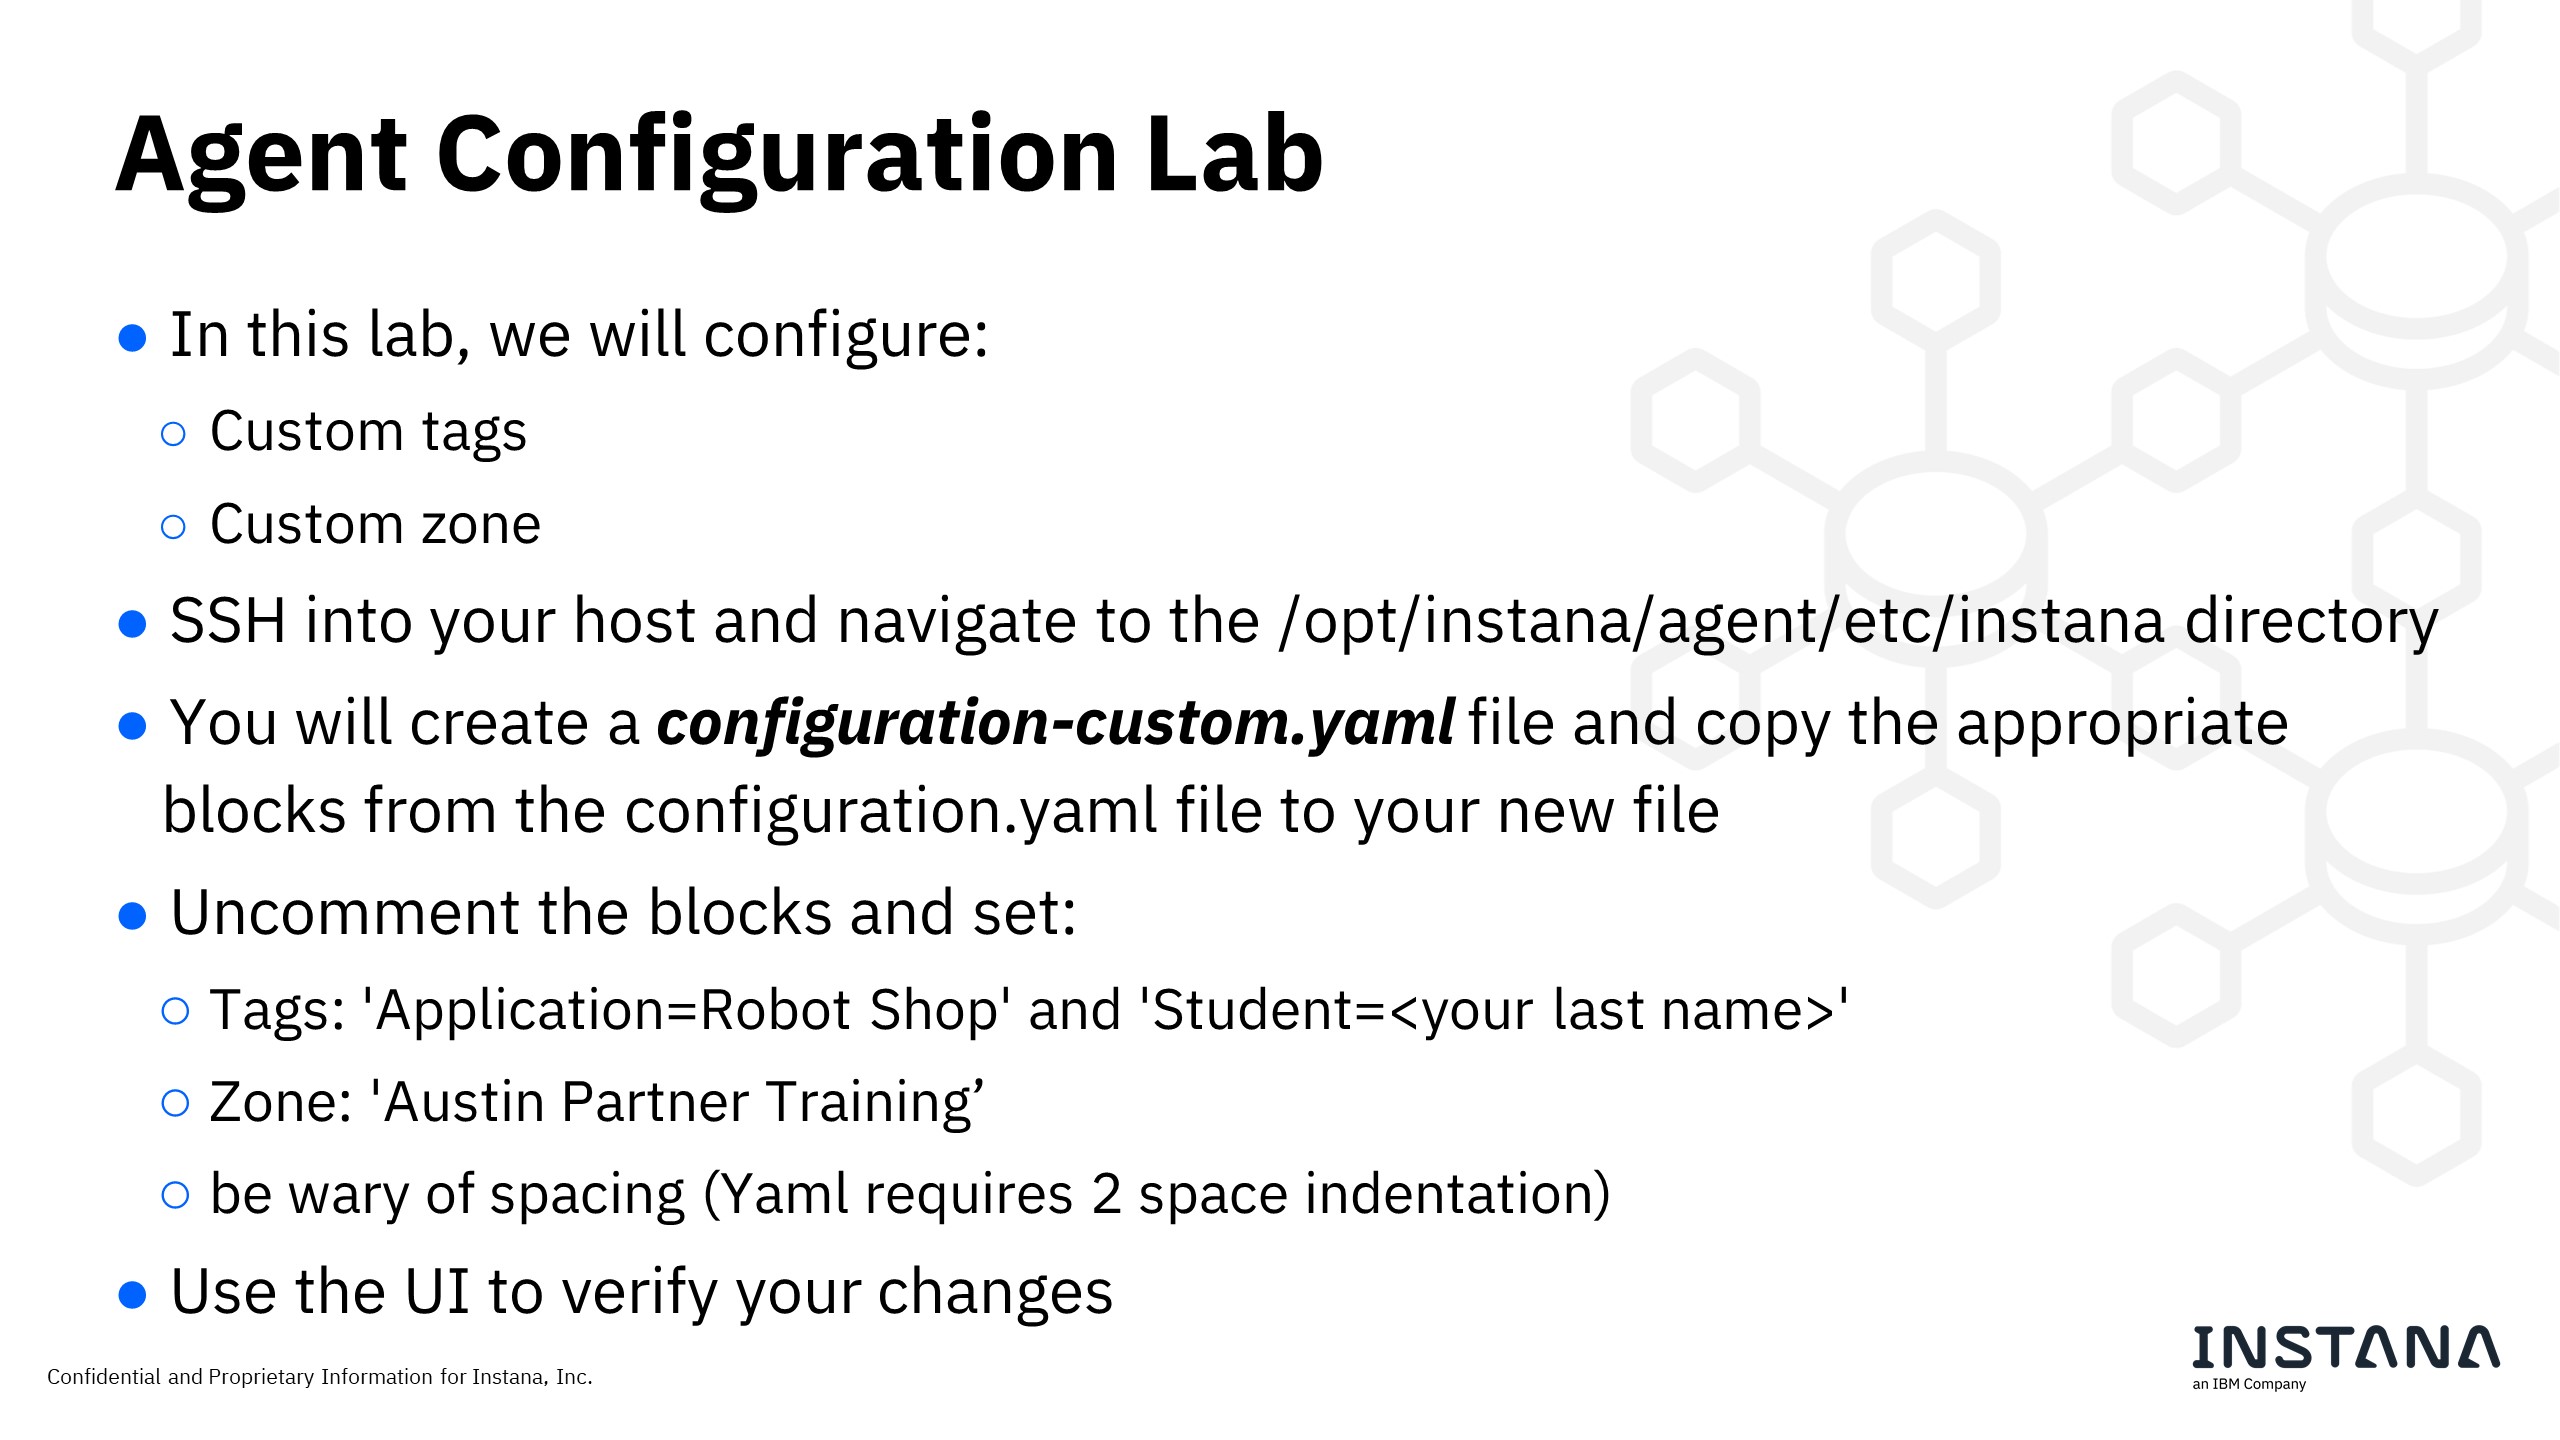 Agent Configuration Lab
● In this lab, we will configure:
○ Custom tags
○ Custom zone
● SSH into your host and navigate to the /opt/instana/agent/etc/instana directory
● You will create a configuration-custom.yaml file and copy the appropriate
blocks from the configuration.yaml file to your new file
● Uncomment the blocks and set:
○ Tags: 'Application=Robot Shop' and 'Student=<your last name>'
○ Zone: 'Austin Partner Training’
○ be wary of spacing (Yaml requires 2 space indentation)
● Use the UI to verify your changes
Confidential and Proprietary Information for Instana, Inc.
INSTANA
an IBM Company